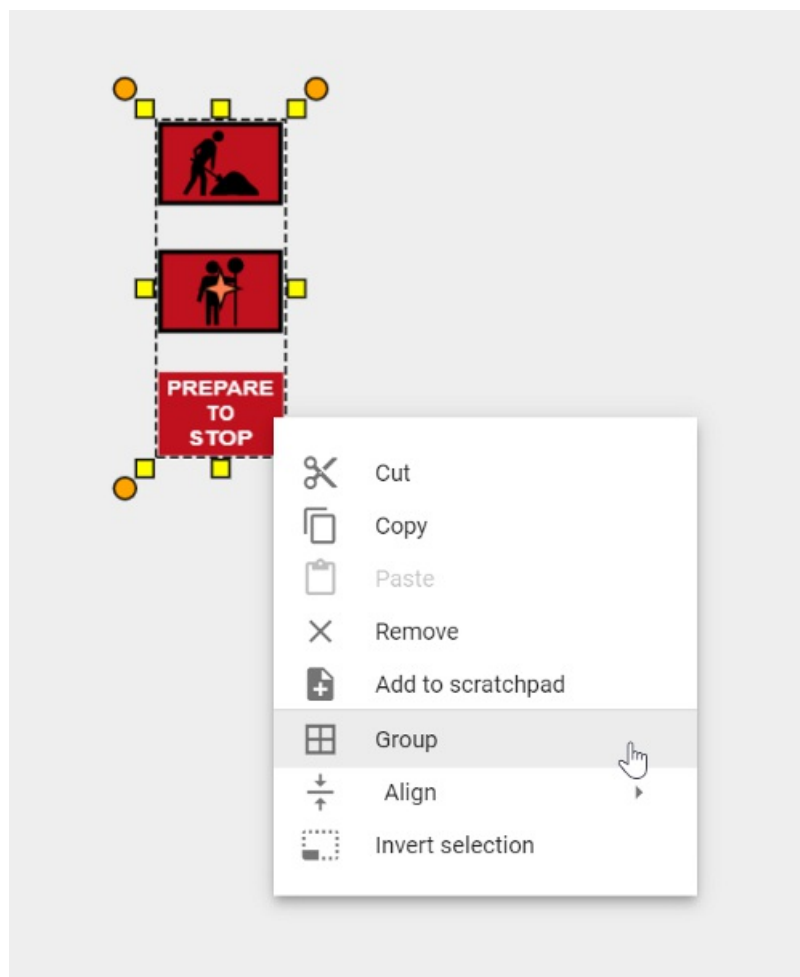 PREPARE
TO
STOP
Cut
Copy
Paste
Remove
Add to scratchpad
Group
Align
Invert selection